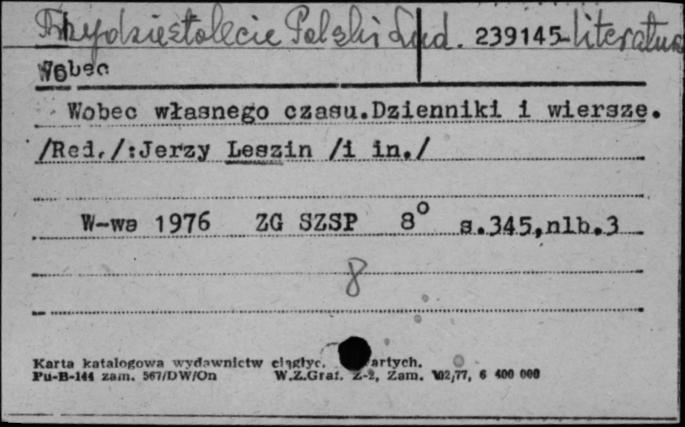 Trzydziestolecie Polski Lud. 239145 - literatura
Wobec
Wobec własnego czasu. Dzienniki i wiersze.
/Red./:Jerzy Leszin /i in./
W-wa 1976 ZG SZSP 8° s.345,nlb.3
8
Karta katalogowa wydawnictw ciągłyc. artych.
Pu-B-144 zam. 567/DW/On W.Z.Graf. Z-2, Zam. 102/77, 6 400 000